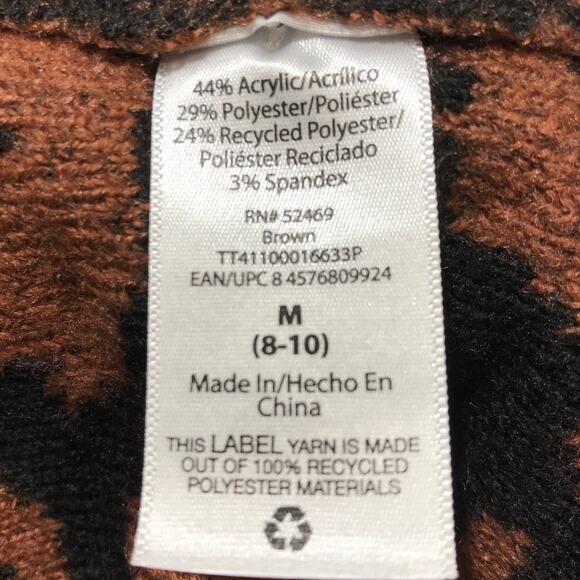 44% Acrylic/Acrílico
29% Polyester/Poliéster
24% Recycled Polyester/
Poliéster Reciclado
3% Spandex
RN# 52469
Brown
TT41100016633P
EAN/UPC 8 4576809924
M
(8-10)
Made In/Hecho En
China
THIS LABEL YARN IS MADE
OUT OF 100% RECYCLED
POLYESTER MATERIALS